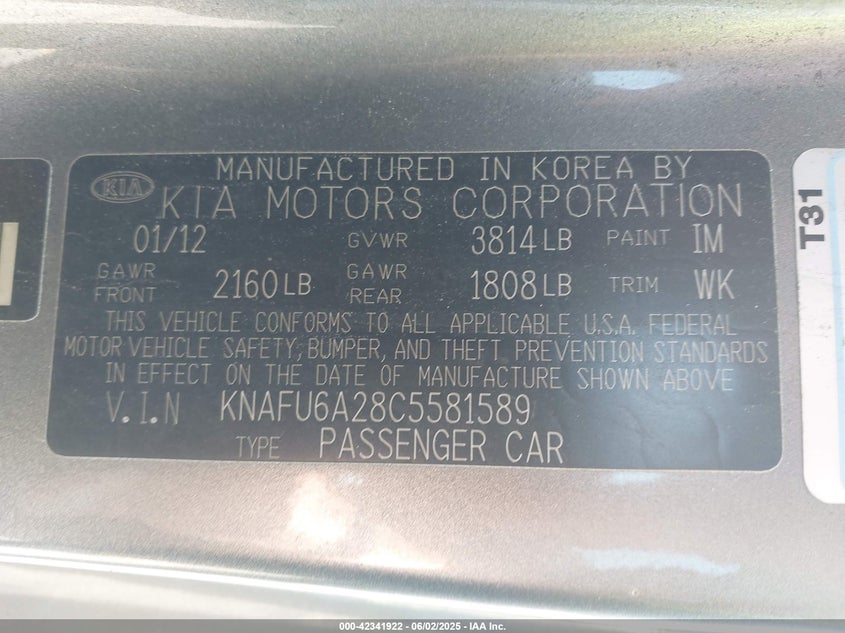 MANUFACTURED IN KOREA BY
KIA KIA MOTORS CORPORATION
01/12 GVWR 3814 LB PAINT IM
GAWR FRONT 2160 LB GAWR REAR 1808 LB TRIM WK
THIS VEHICLE CONFORMS TO ALL APPLICABLE U.S.A. FEDERAL
MOTOR VEHICLE SAFETY, BUMPER, AND THEFT PREVENTION STANDARDS
IN EFFECT ON THE DATE OF MANUFACTURE SHOWN ABOVE
V.I.N KNAFU6A28C5581589
TYPE PASSENGER CAR
T31
000-42341922 - 06/02/2025 - IAA Inc.